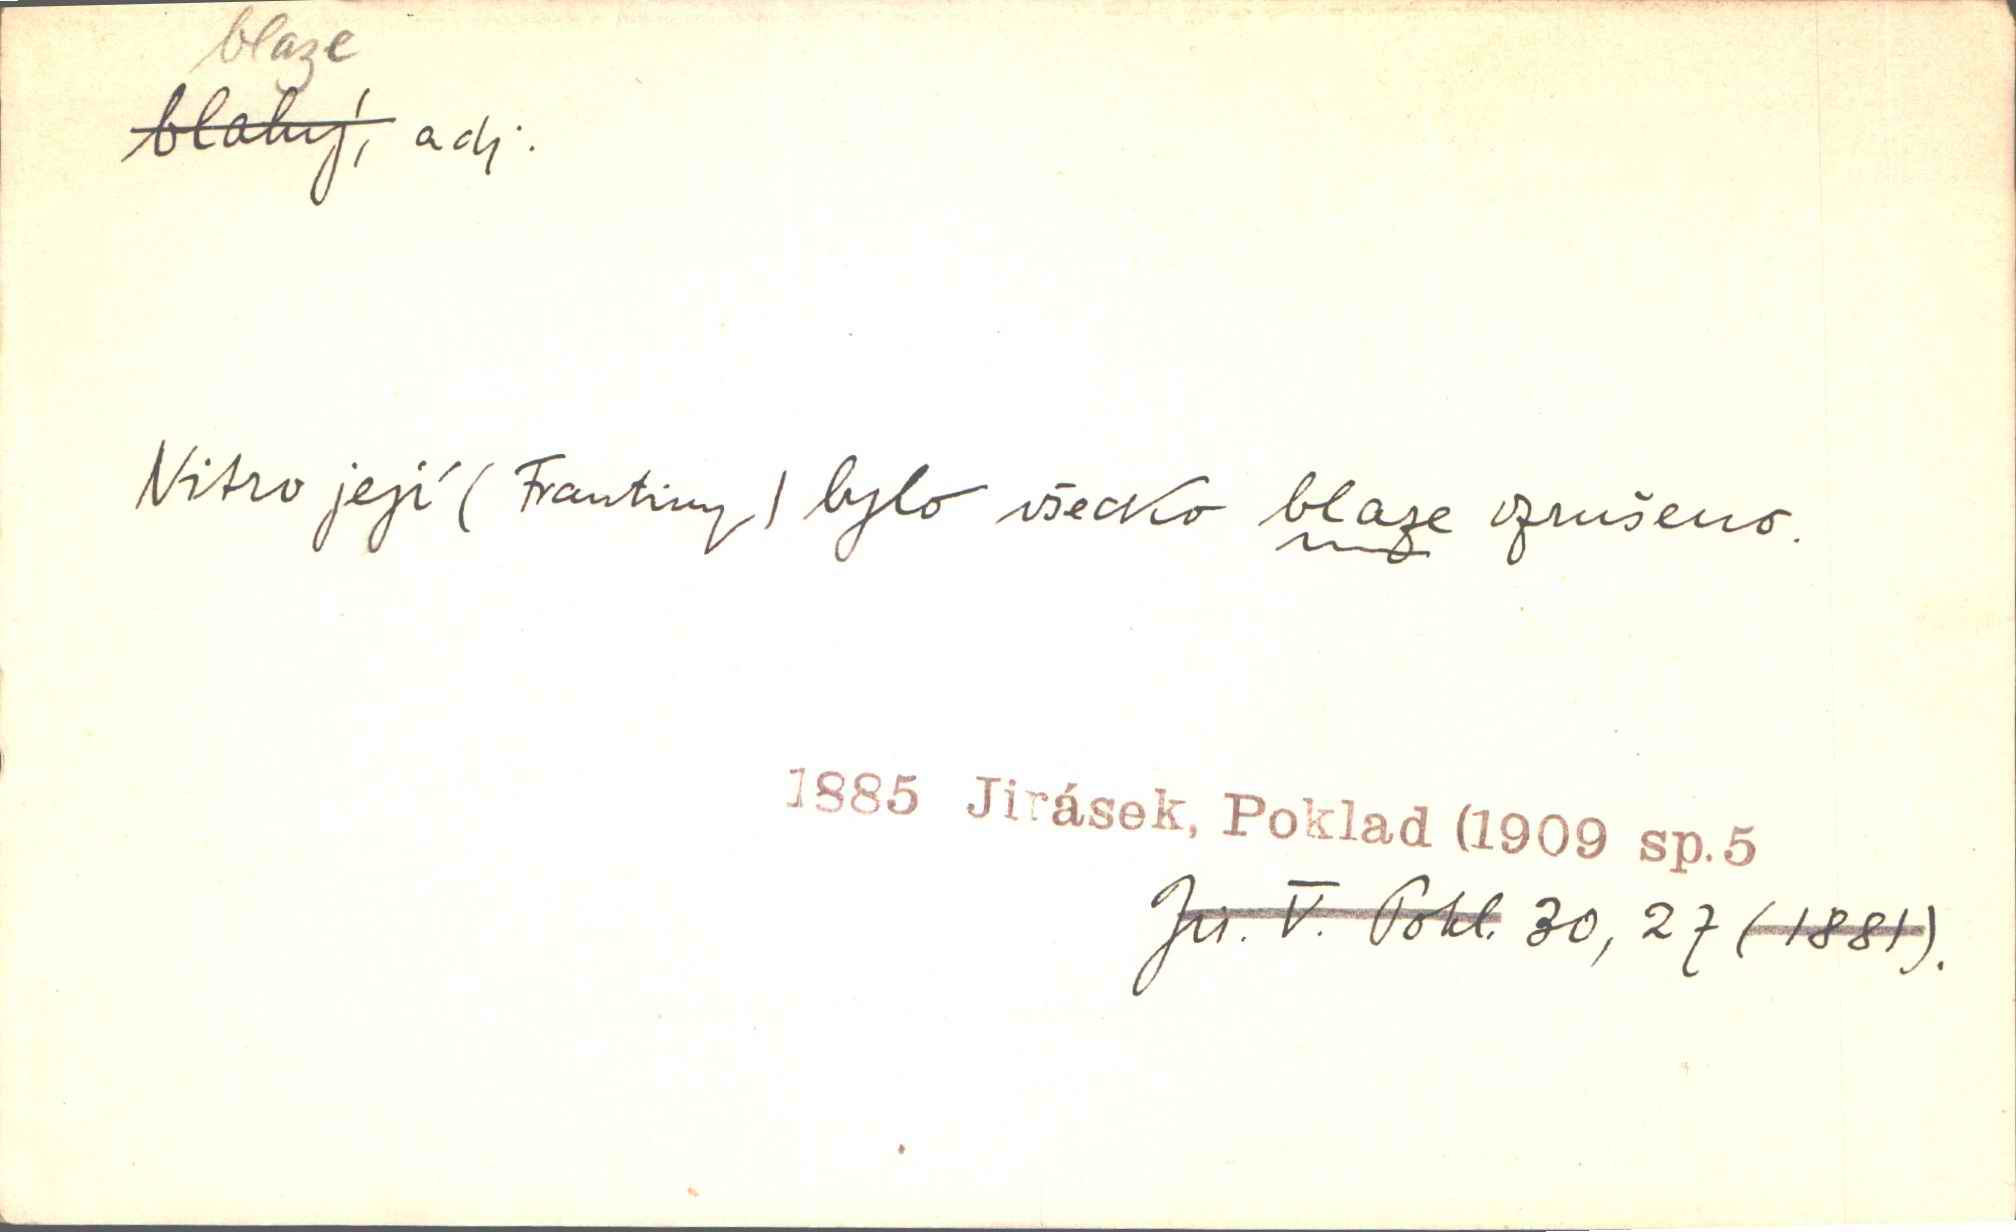 blaze
blahý, adj.
Nitro její (Frantiny) bylo všecko blaze vzrušeno.
1885 Jirásek, Poklad (1909 sp.5
Jir. V. Pokl. 30, 27 (1881).